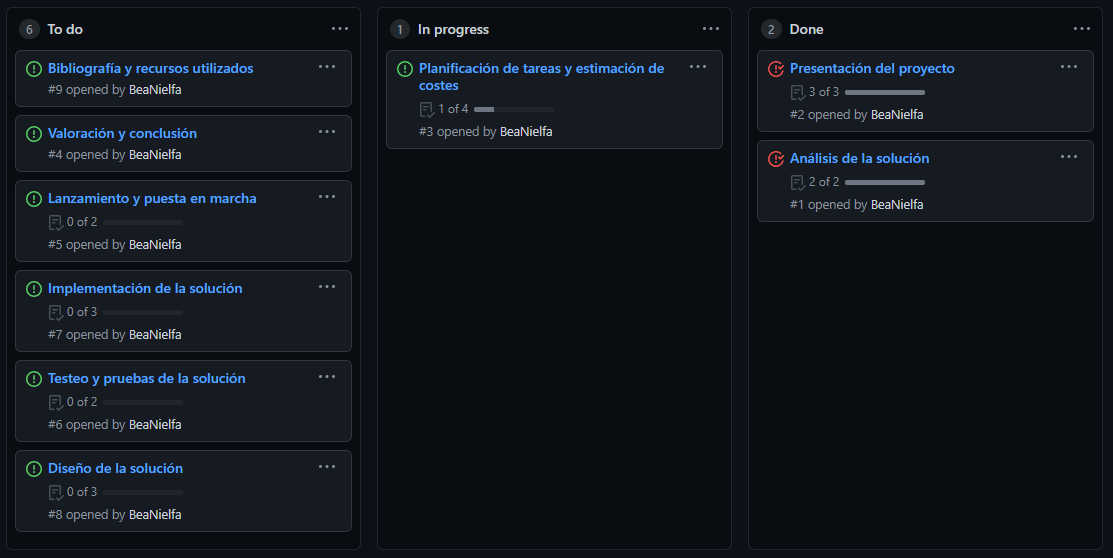 6 To do
Bibliografía y recursos utilizados
#9 opened by BeaNielfa
Valoración y conclusión
#4 opened by BeaNielfa
Lanzamiento y puesta en marcha
0 of 2
#5 opened by BeaNielfa
Implementación de la solución
0 of 3
#7 opened by BeaNielfa
Testeo y pruebas de la solución
0 of 2
#6 opened by BeaNielfa
Diseño de la solución
0 of 3
#8 opened by BeaNielfa
1 In progress
Planificación de tareas y estimación de
costes
1 of 4
#3 opened by BeaNielfa
2 Done
Presentación del proyecto
3 of 3
#2 opened by BeaNielfa
Análisis de la solución
2 of 2
#1 opened by BeaNielfa